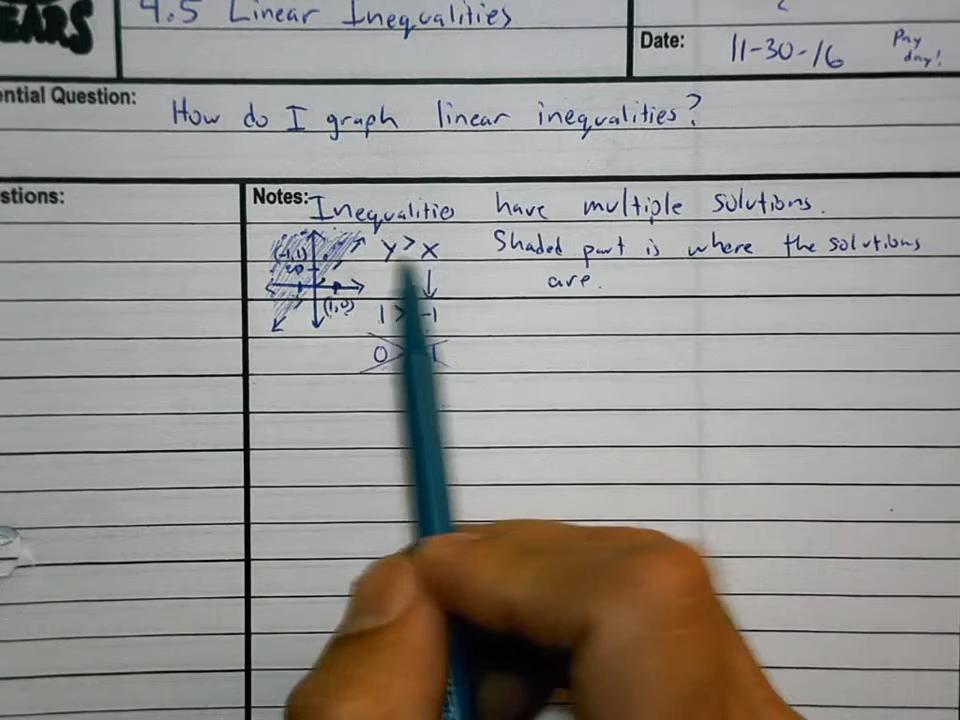 4.5 Linear Inequalities
EARS
Date: 11-30-16 Pay day!
ential Question: How do I graph linear inequalities?
stions:
Notes: Inequalities have multiple solutions.
(-1,1) y > x Shaded part is where the solutions
are.
(1,0)
1 > -1
0 1